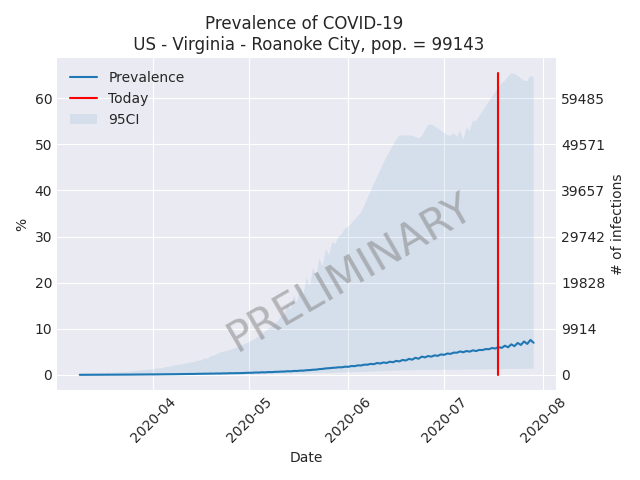 Prevalence of COVID-19
US - Virginia - Roanoke City, pop. = 99143
Prevalence
Today
95CI
PRELIMINARY
%
60
50
40
30
20
10
0
59485
49571
39657
29742
19828
9914
0
# of infections
2020-04
2020-05
2020-06
2020-07
2020-08
Date